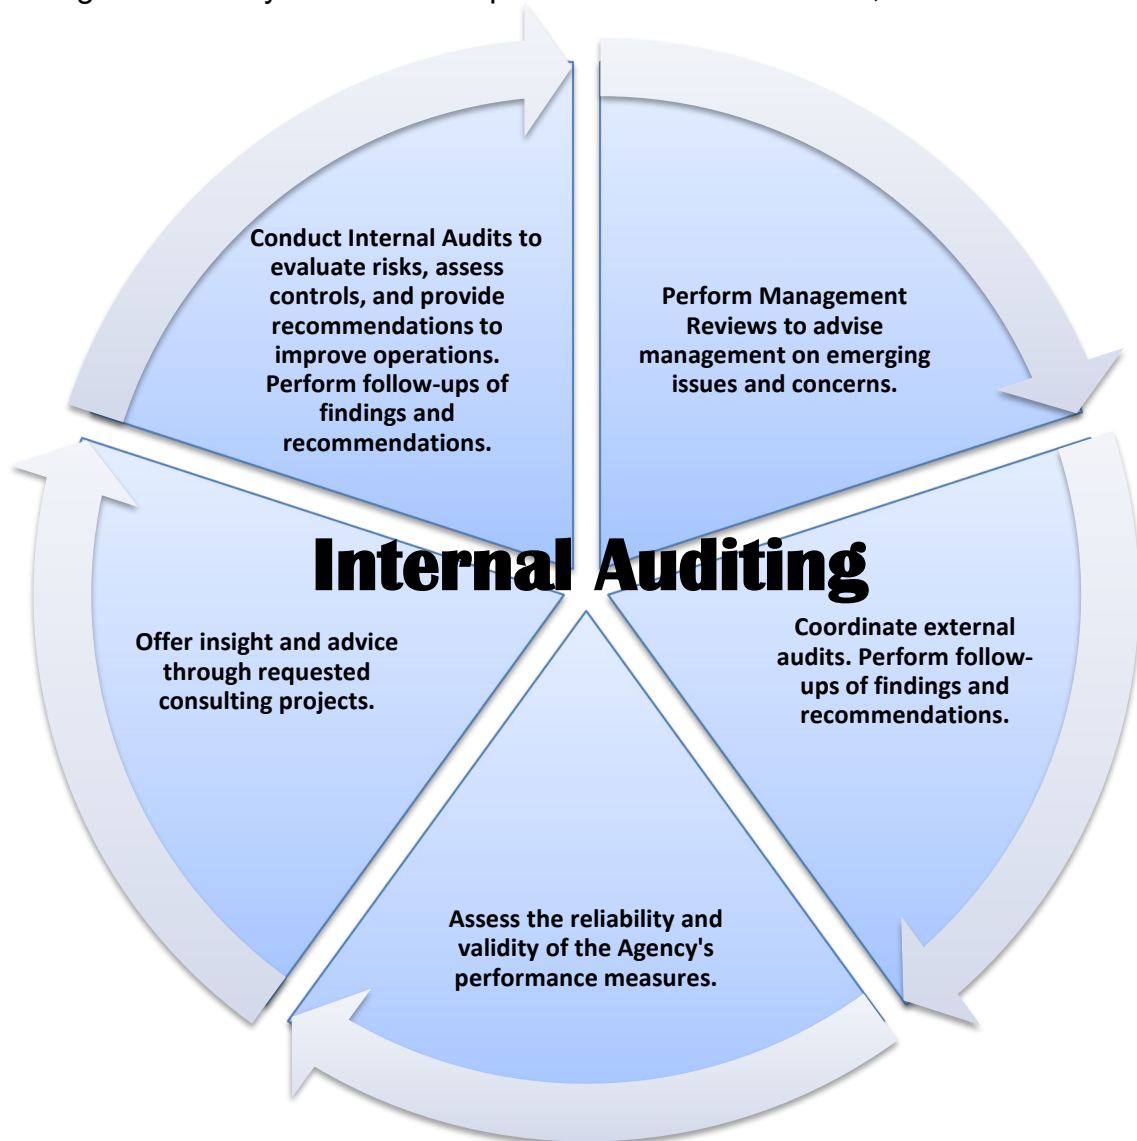 Conduct Internal Audits to
evaluate risks, assess
controls, and provide
recommendations to
improve operations.
Perform follow-ups of
findings and
recommendations.
Perform Management
Reviews to advise
management on emerging
issues and concerns.
Internal Auditing
Offer insight and advice
through requested
consulting projects.
Coordinate external
audits. Perform follow-
ups of findings and
recommendations.
Assess the reliability and
validity of the Agency's
performance measures.